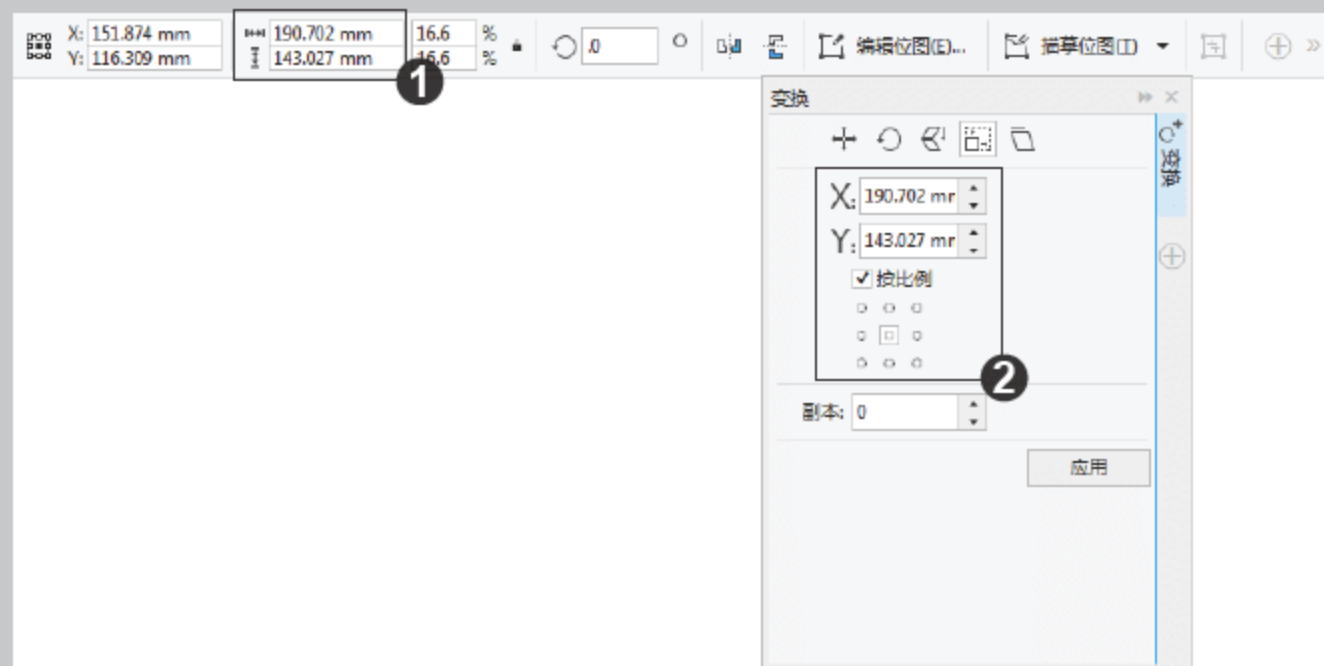 X: 151.874 mm 190.702 mm 16.6 % .0 编辑位图(E)... 描摹位图(T)
Y: 116.309 mm 143.027 mm 16.6 %
1
变换
变换
X: 190.702 mr
Y: 143.027 mr
按比例
2
副本: 0
应用